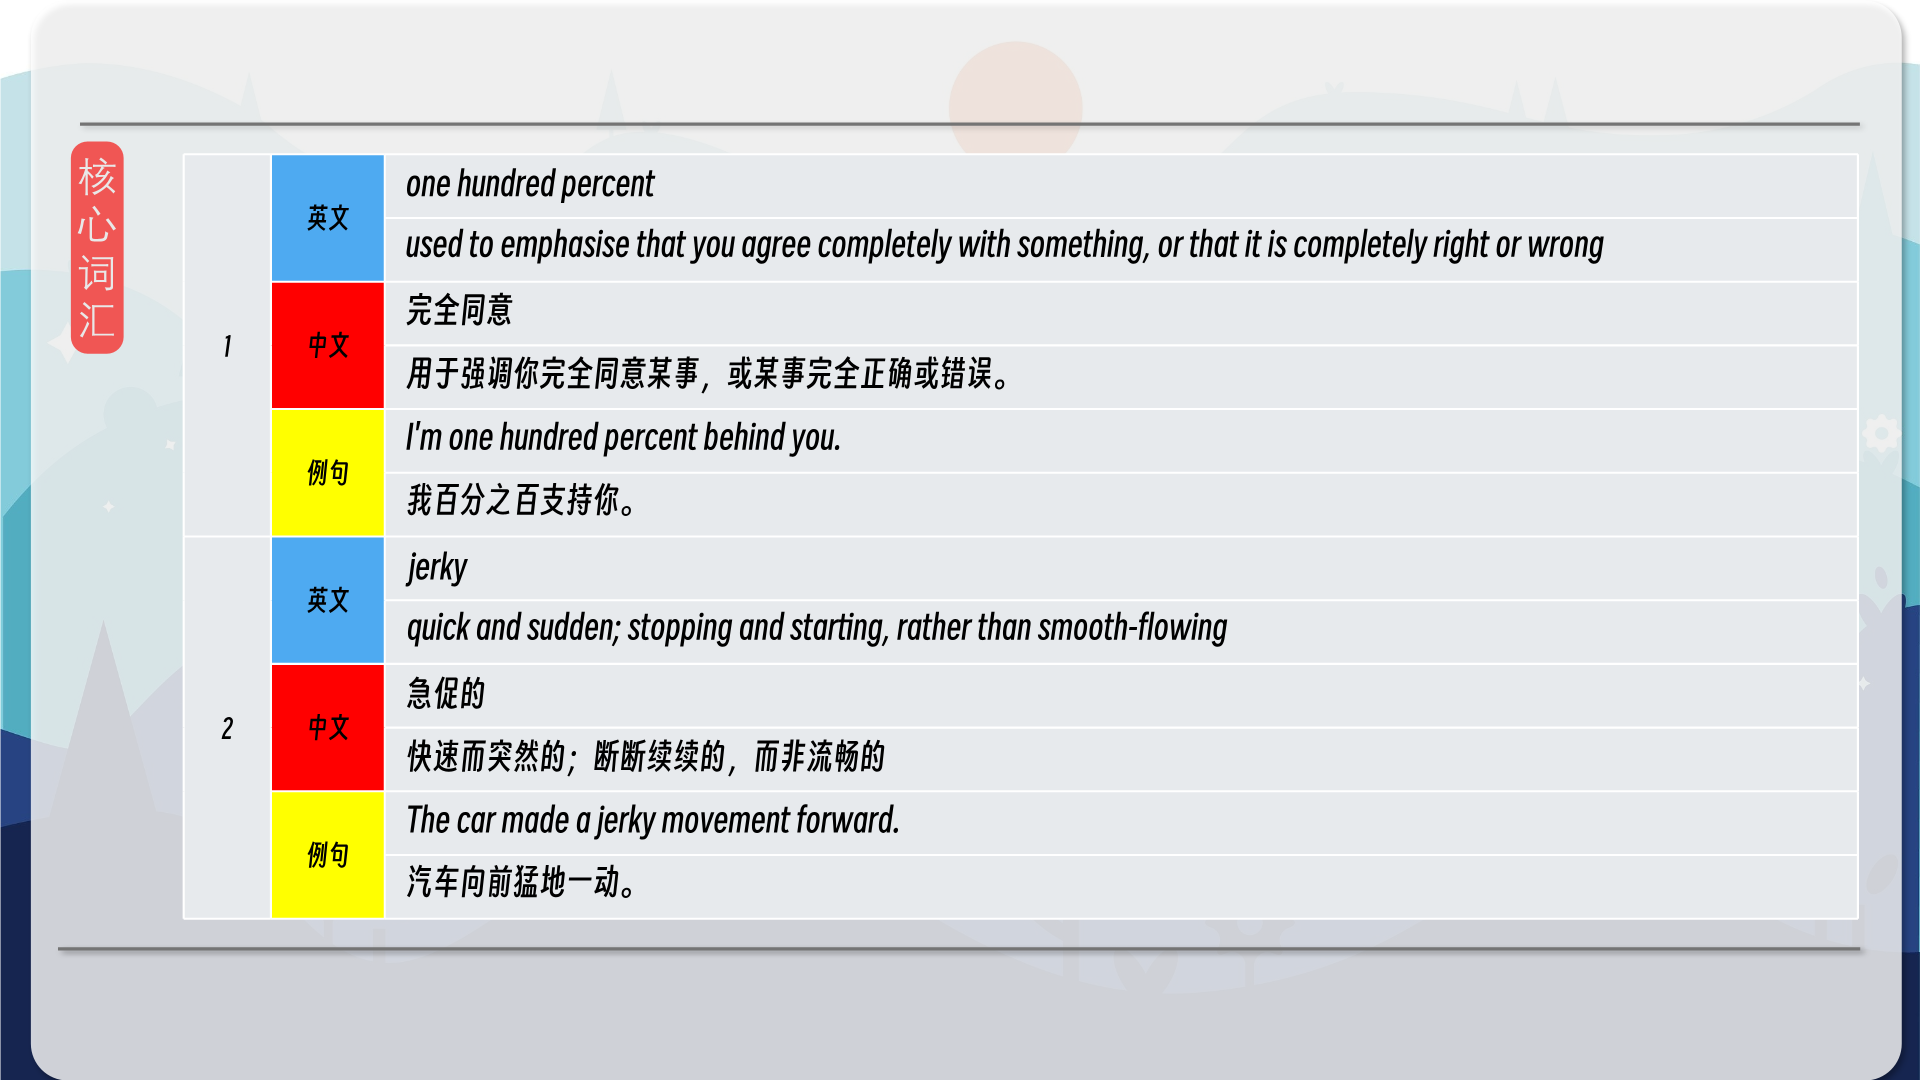 核心词汇
1
英文
one hundred percent
used to emphasise that you agree completely with something, or that it is completely right or wrong
中文
完全同意
用于强调你完全同意某事，或某事完全正确或错误。
例句
I'm one hundred percent behind you.
我百分之百支持你。
2
英文
jerky
quick and sudden; stopping and starting, rather than smooth-flowing
中文
急促的
快速而突然的；断断续续的，而非流畅的
例句
The car made a jerky movement forward.
汽车向前猛地一动。